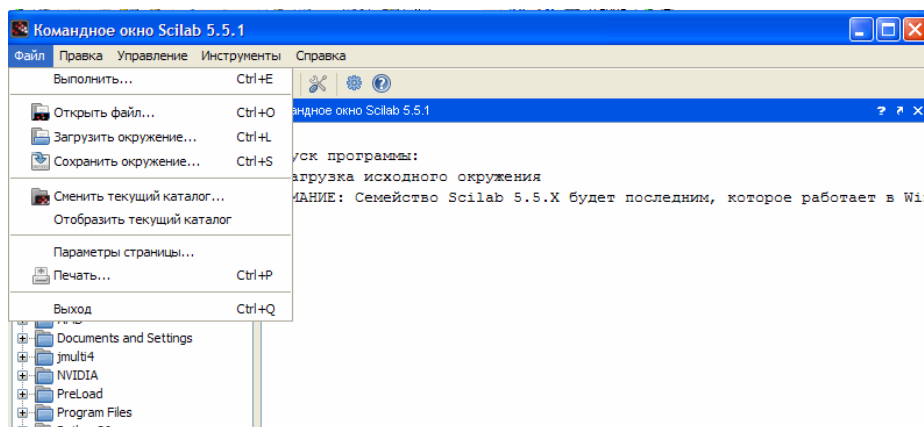 Командное окно Scilab 5.5.1
Файл Правка Управление Инструменты Справка
Выполнить... Ctrl+E
Открыть файл... Ctrl+O
Загрузить окружение... Ctrl+L
Сохранить окружение... Ctrl+S
Сменить текущий каталог...
Отобразить текущий каталог
Параметры страницы...
Печать... Ctrl+P
Выход Ctrl+Q
андное окно Scilab 5.5.1
уск программы:
агрузка исходного окружения
МАНИЕ: Семейство Scilab 5.5.X будет последним, которое работает в Wi
Documents and Settings
jmulti4
NVIDIA
PreLoad
Program Files